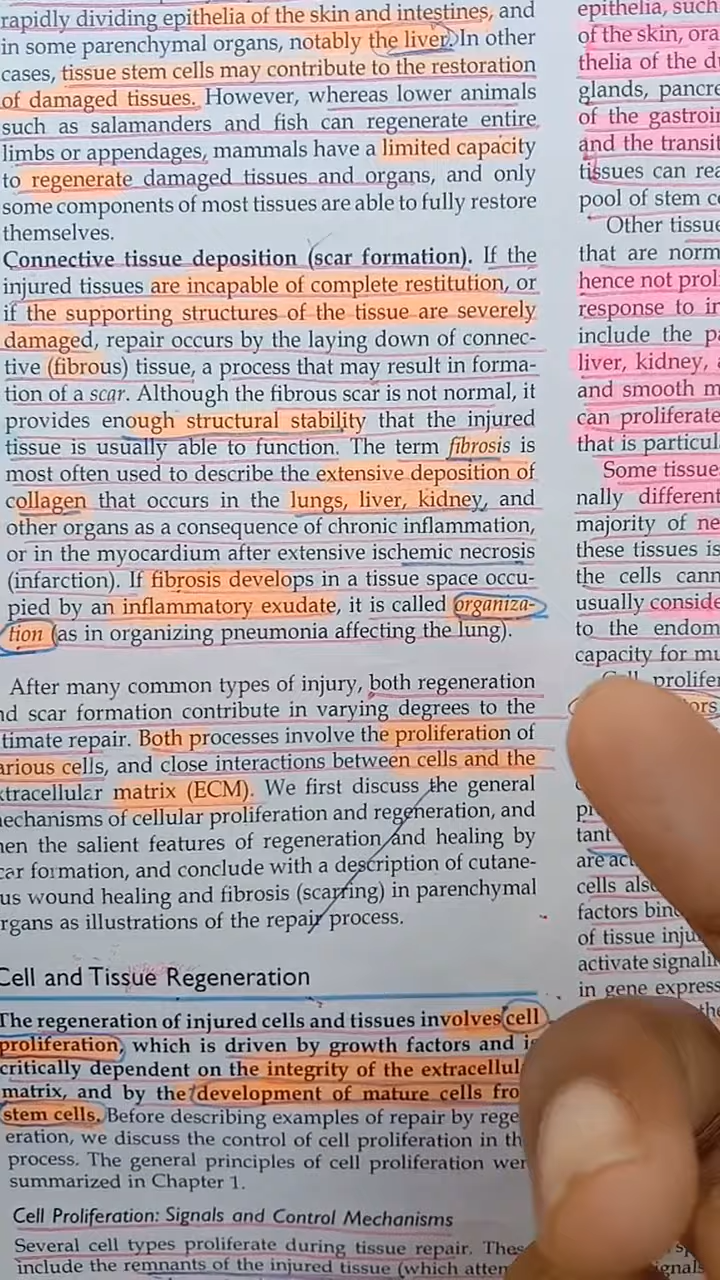 rapidly dividing epithelia of the skin and intestines, and
in some parenchymal organs, notably the liver. In other
cases, tissue stem cells may contribute to the restoration
of damaged tissues. However, whereas lower animals
such as salamanders and fish can regenerate entire
limbs or appendages, mammals have a limited capacity
to regenerate damaged tissues and organs, and only
some components of most tissues are able to fully restore
themselves.
Connective tissue deposition (scar formation). If the
injured tissues are incapable of complete restitution, or
if the supporting structures of the tissue are severely
damaged, repair occurs by the laying down of connec-
tive (fibrous) tissue, a process that may result in forma-
tion of a scar. Although the fibrous scar is not normal, it
provides enough structural stability that the injured
tissue is usually able to function. The term fibrosis is
most often used to describe the extensive deposition of
collagen that occurs in the lungs, liver, kidney, and
other organs as a consequence of chronic inflammation,
or in the myocardium after extensive ischemic necrosis
(infarction). If fibrosis develops in a tissue space occu-
pied by an inflammatory exudate, it is called organiza-
tion (as in organizing pneumonia affecting the lung).
After many common types of injury, both regeneration
nd scar formation contribute in varying degrees to the
timate repair. Both processes involve the proliferation of
arious cells, and close interactions between cells and the
xtracellular matrix (ECM). We first discuss the general
echanisms of cellular proliferation and regeneration, and
en the salient features of regeneration and healing by
car formation, and conclude with a description of cutane-
us wound healing and fibrosis (scarring) in parenchymal
rgans as illustrations of the repair process.
Cell and Tissue Regeneration
The regeneration of injured cells and tissues involves cell
proliferation, which is driven by growth factors and is
critically dependent on the integrity of the extracellul
matrix, and by the development of mature cells fro
stem cells. Before describing examples of repair by rege
eration, we discuss the control of cell proliferation in th
process. The general principles of cell proliferation wer
summarized in Chapter 1.
Cell Proliferation: Signals and Control Mechanisms
Several cell types proliferate during tissue repair. Thes
include the remnants of the injured tissue (which attem
epithelia, such
of the skin, ora
thelia of the du
glands, pancre
of the gastroin
and the transit
tissues can rea
pool of stem ce
Other tissue
that are norm
hence not prol
response to in
include the pa
liver, kidney,
and smooth m
can proliferate
that is particul
Some tissue
nally different
majority of ne
these tissues is
the cells cann
usually conside
to the endom
capacity for mu
Cell prolifer
ors
tant
are act
cells also
factors bind
of tissue inju
activate signali
in gene express
the